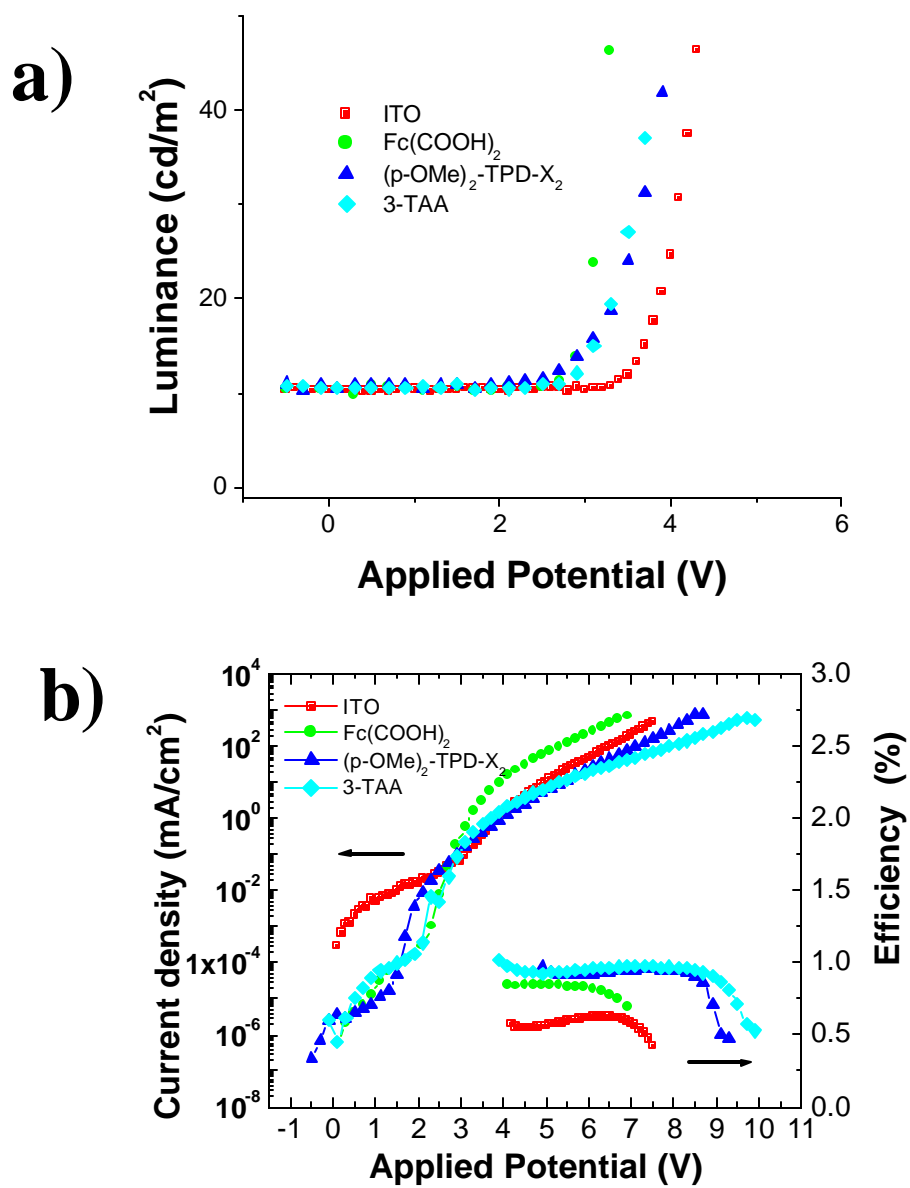 a)
Luminance (cd/m²)
40
20
0
ITO
Fc(COOH)₂
(p-OMe)₂-TPD-X₂
3-TAA
0 2 4 6
Applied Potential (V)
b)
Current density (mA/cm²)
10⁴
10²
10⁰
10⁻²
1x10⁻⁴
10⁻⁶
10⁻⁸
ITO
Fc(COOH)₂
(p-OMe)₂-TPD-X₂
3-TAA
3.0
2.5
2.0
1.5
1.0
0.5
0.0
Efficiency (%)
-1 0 1 2 3 4 5 6 7 8 9 10 11
Applied Potential (V)